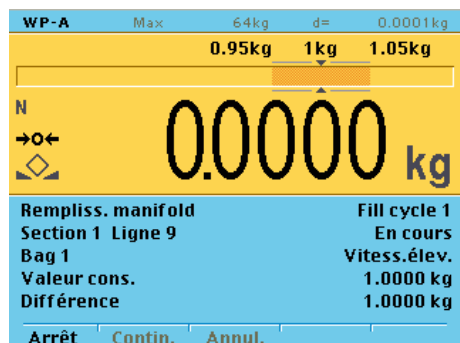 WP-A Max 64kg d= 0.0001kg
0.95kg 1kg 1.05kg
N
→0←
0.0000 kg
Rempliss. manifold Fill cycle 1
Section 1 Ligne 9 En cours
Bag 1 Vitess.élev.
Valeur cons. 1.0000 kg
Différence 1.0000 kg
Arrêt Contin. Annul.